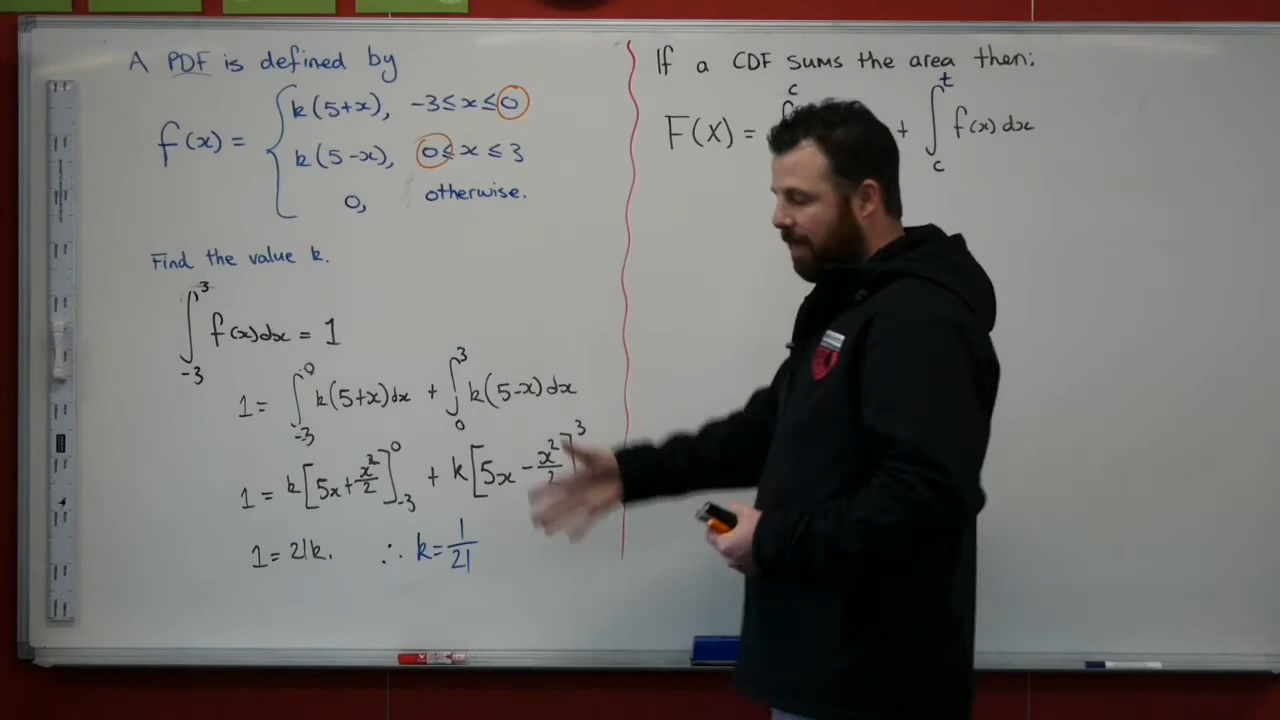 A PDF is defined by
f(x) = { k(5+x), -3 ≤ x ≤ 0
k(5-x), 0 ≤ x ≤ 3
0, otherwise.
Find the value k.
∫_{-3}^{3} f(x)dx = 1
1 = ∫_{-3}^{0} k(5+x)dx + ∫_{0}^{3} k(5-x)dx
1 = k[5x+x²/2]_{-3}^{0} + k[5x-x²/2]^{3}
1 = 21k. ∴ k = 1/21
If a CDF sums the area then:
F(X) = ∫^{c} + ∫_{c}^{t} f(x)dx